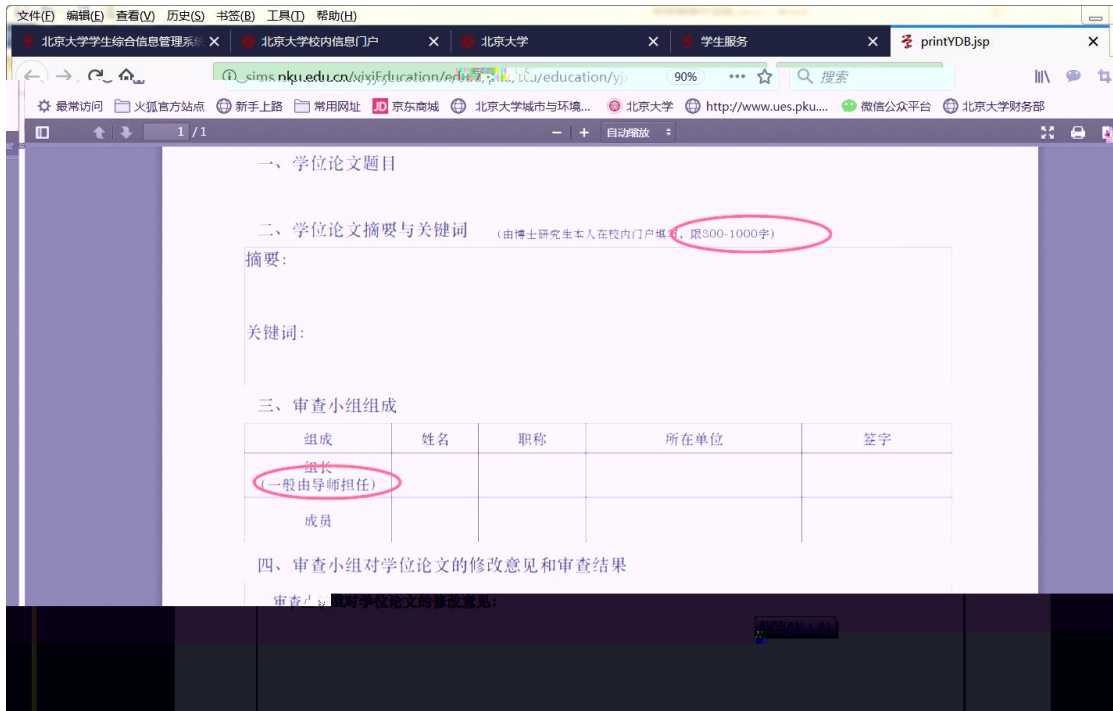 文件(F) 编辑(E) 查看(V) 历史(S) 书签(B) 工具(T) 帮助(H)
北京大学学生综合信息管理系统 北京大学校内信息门户 北京大学 学生服务 printYDB.jsp
90% 搜索
最常访问 火狐官方站点 新手上路 常用网址 JD 京东商城 北京大学城市与环境... 北京大学 http://www.ues.pku.... 微信公众平台 北京大学财务部
1 / 1 自动缩放
一、学位论文题目
二、学位论文摘要与关键词 (由博士研究生本人在校内门户填写，限800-1000字)
摘要:
关键词:
三、审查小组组成
组成 姓名 职称 所在单位 签字
组长
(一般由导师担任)
成员
四、审查小组对学位论文的修改意见和审查结果
审查小组对学位论文的修改意见: